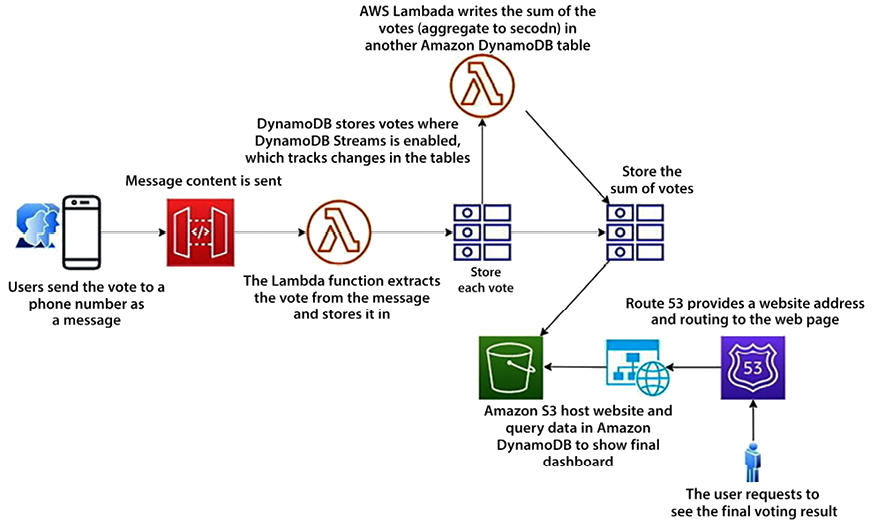 AWS Lambada writes the sum of the
votes (aggregate to secodn) in
another Amazon DynamoDB table
DynamoDB stores votes where
DynamoDB Streams is enabled,
which tracks changes in the tables
Store the
sum of votes
Message content is sent
</>
Users send the vote to a
phone number as
a message
The Lambda function extracts
the vote from the message
and stores it in
Store
each vote
Route 53 provides a website address
and routing to the web page
53
Amazon S3 host website and
query data in Amazon
DynamoDB to show final
dashboard
The user requests to
see the final voting result